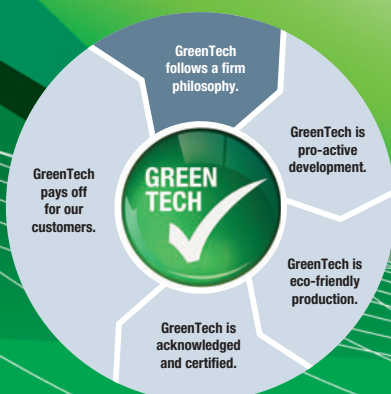 GreenTech
follows a firm
philosophy.
GreenTech is
pro-active
development.
GreenTech is
eco-friendly
production.
GreenTech is
acknowledged
and certified.
GreenTech
pays off
for our
customers.
GREEN
TECH